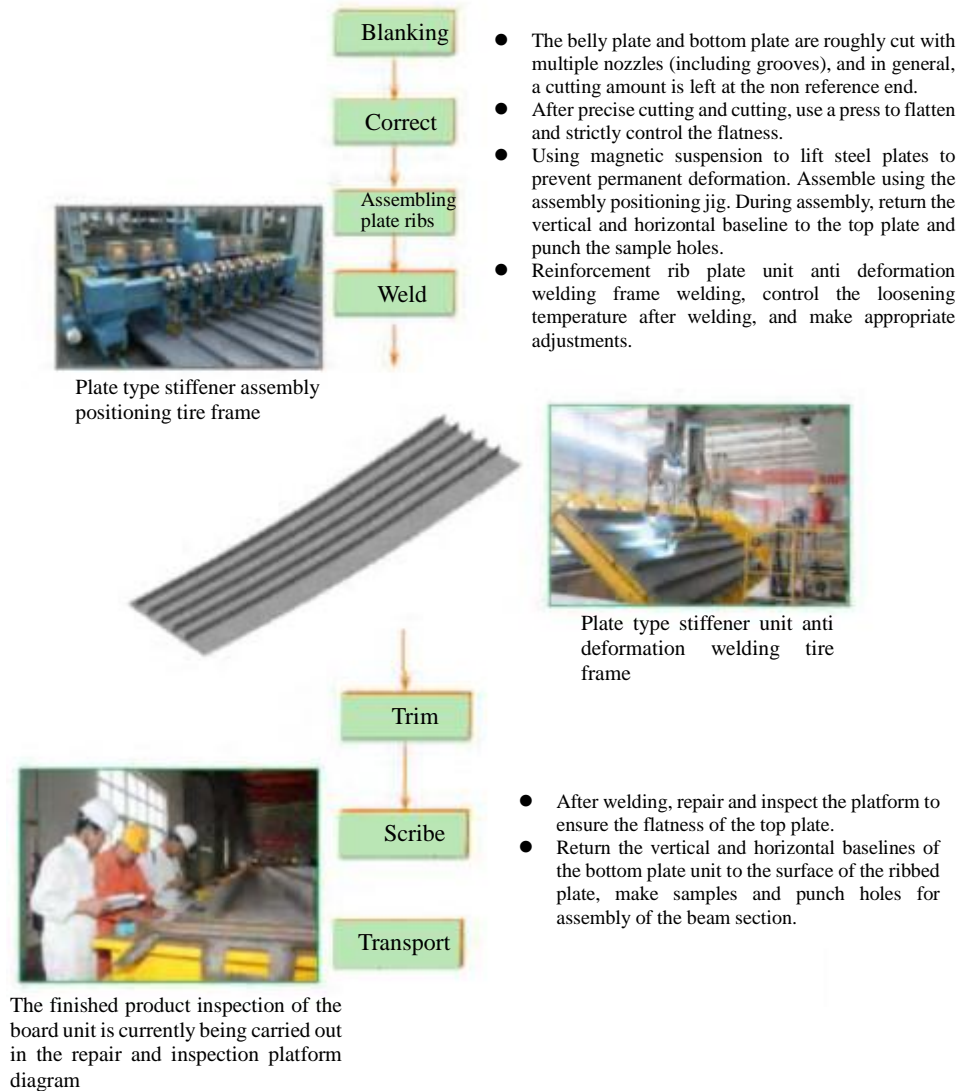 Blanking
Correct
Assembling
plate ribs
Weld
● The belly plate and bottom plate are roughly cut with
multiple nozzles (including grooves), and in general,
a cutting amount is left at the non reference end.
● After precise cutting and cutting, use a press to flatten
and strictly control the flatness.
● Using magnetic suspension to lift steel plates to
prevent permanent deformation. Assemble using the
assembly positioning jig. During assembly, return the
vertical and horizontal baseline to the top plate and
punch the sample holes.
● Reinforcement rib plate unit anti deformation
welding frame welding, control the loosening
temperature after welding, and make appropriate
adjustments.
Plate type stiffener assembly
positioning tire frame
Plate type stiffener unit anti
deformation welding tire
frame
Trim
Scribe
Transport
● After welding, repair and inspect the platform to
ensure the flatness of the top plate.
● Return the vertical and horizontal baselines of
the bottom plate unit to the surface of the ribbed
plate, make samples and punch holes for
assembly of the beam section.
The finished product inspection of the
board unit is currently being carried out
in the repair and inspection platform
diagram